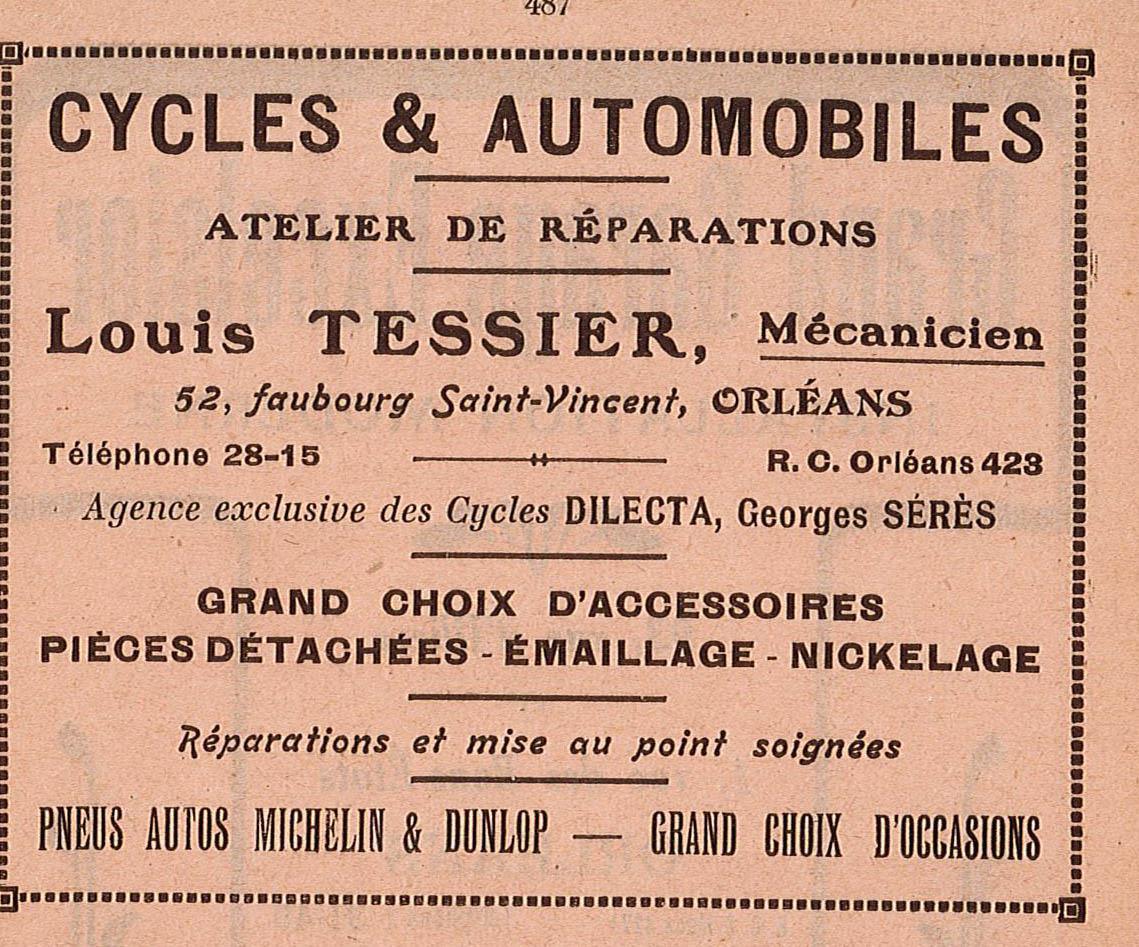 487
CYCLES & AUTOMOBILES
ATELIER DE RÉPARATIONS
Louis TESSIER, Mécanicien
52, faubourg Saint-Vincent, ORLÉANS
Téléphone 28-15 R. C. Orléans 423
Agence exclusive des Cycles DILECTA, Georges SÉRÈS
GRAND CHOIX D'ACCESSOIRES
PIÈCES DÉTACHÉES - ÉMAILLAGE - NICKELAGE
Réparations et mise au point soignées
PNEUS AUTOS MICHELIN & DUNLOP — GRAND CHOIX D'OCCASIONS